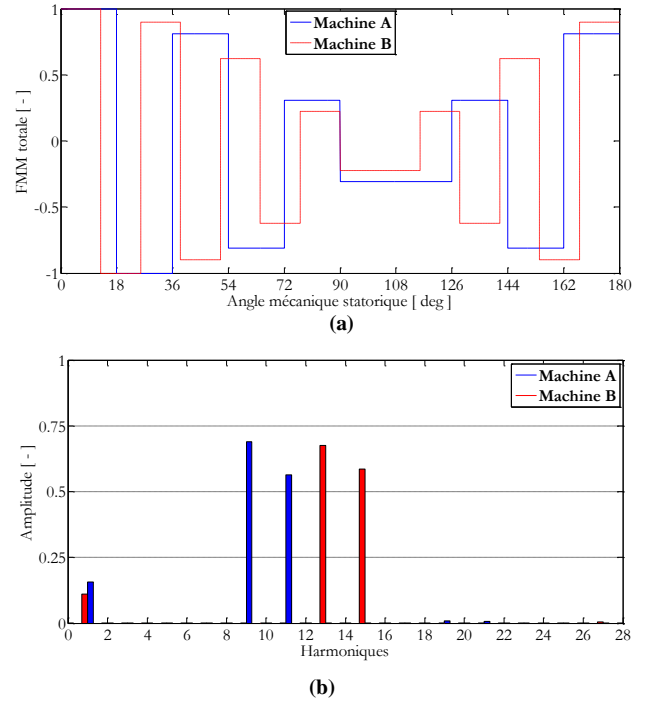 Machine A
Machine B
FMM totale [ - ]
1
0.5
0
-0.5
-1
0 18 36 54 72 90 108 126 144 162 180
Angle mécanique statorique [ deg ]
(a)
Machine A
Machine B
Amplitude [ - ]
1
0.75
0.5
0.25
0
0 2 4 6 8 10 12 14 16 18 20 22 24 26 28
Harmoniques
(b)